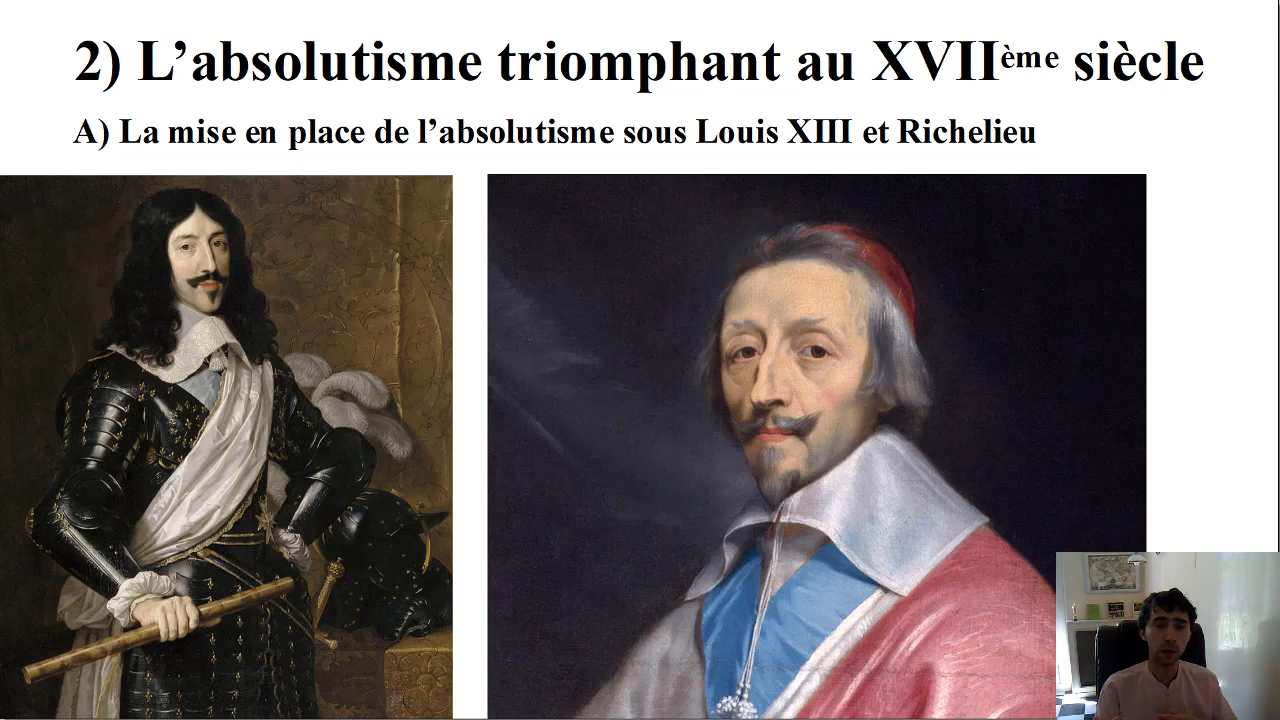 2) L’absolutisme triomphant au XVIIème siècle
A) La mise en place de l’absolutisme sous Louis XIII et Richelieu